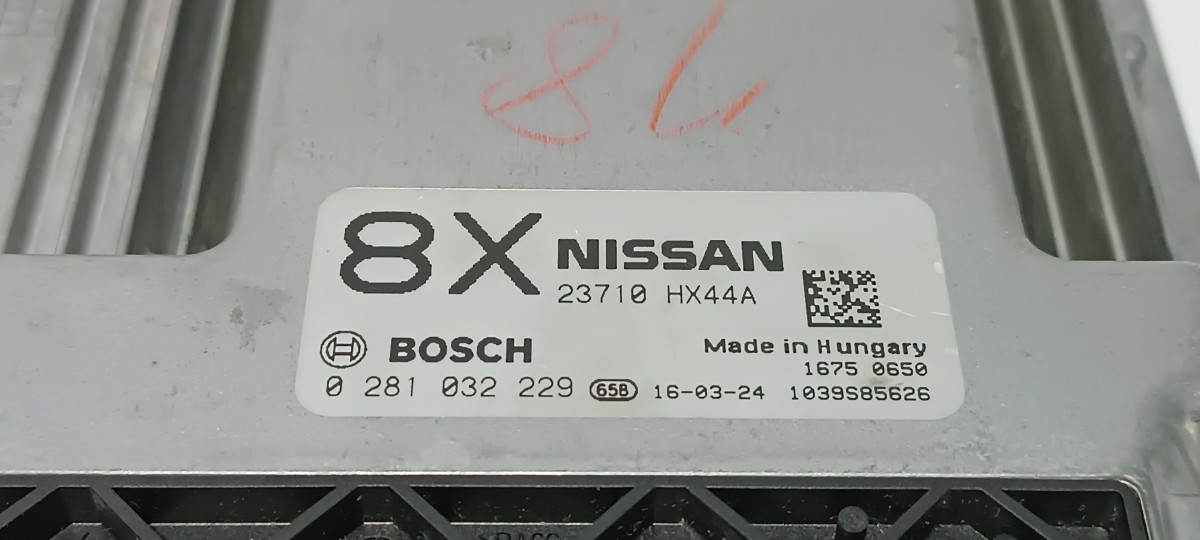 84
8X NISSAN
23710 HX44A
BOSCH
Made in Hungary
1675 0650
0 281 032 229 65B 16-03-24 1039S85626